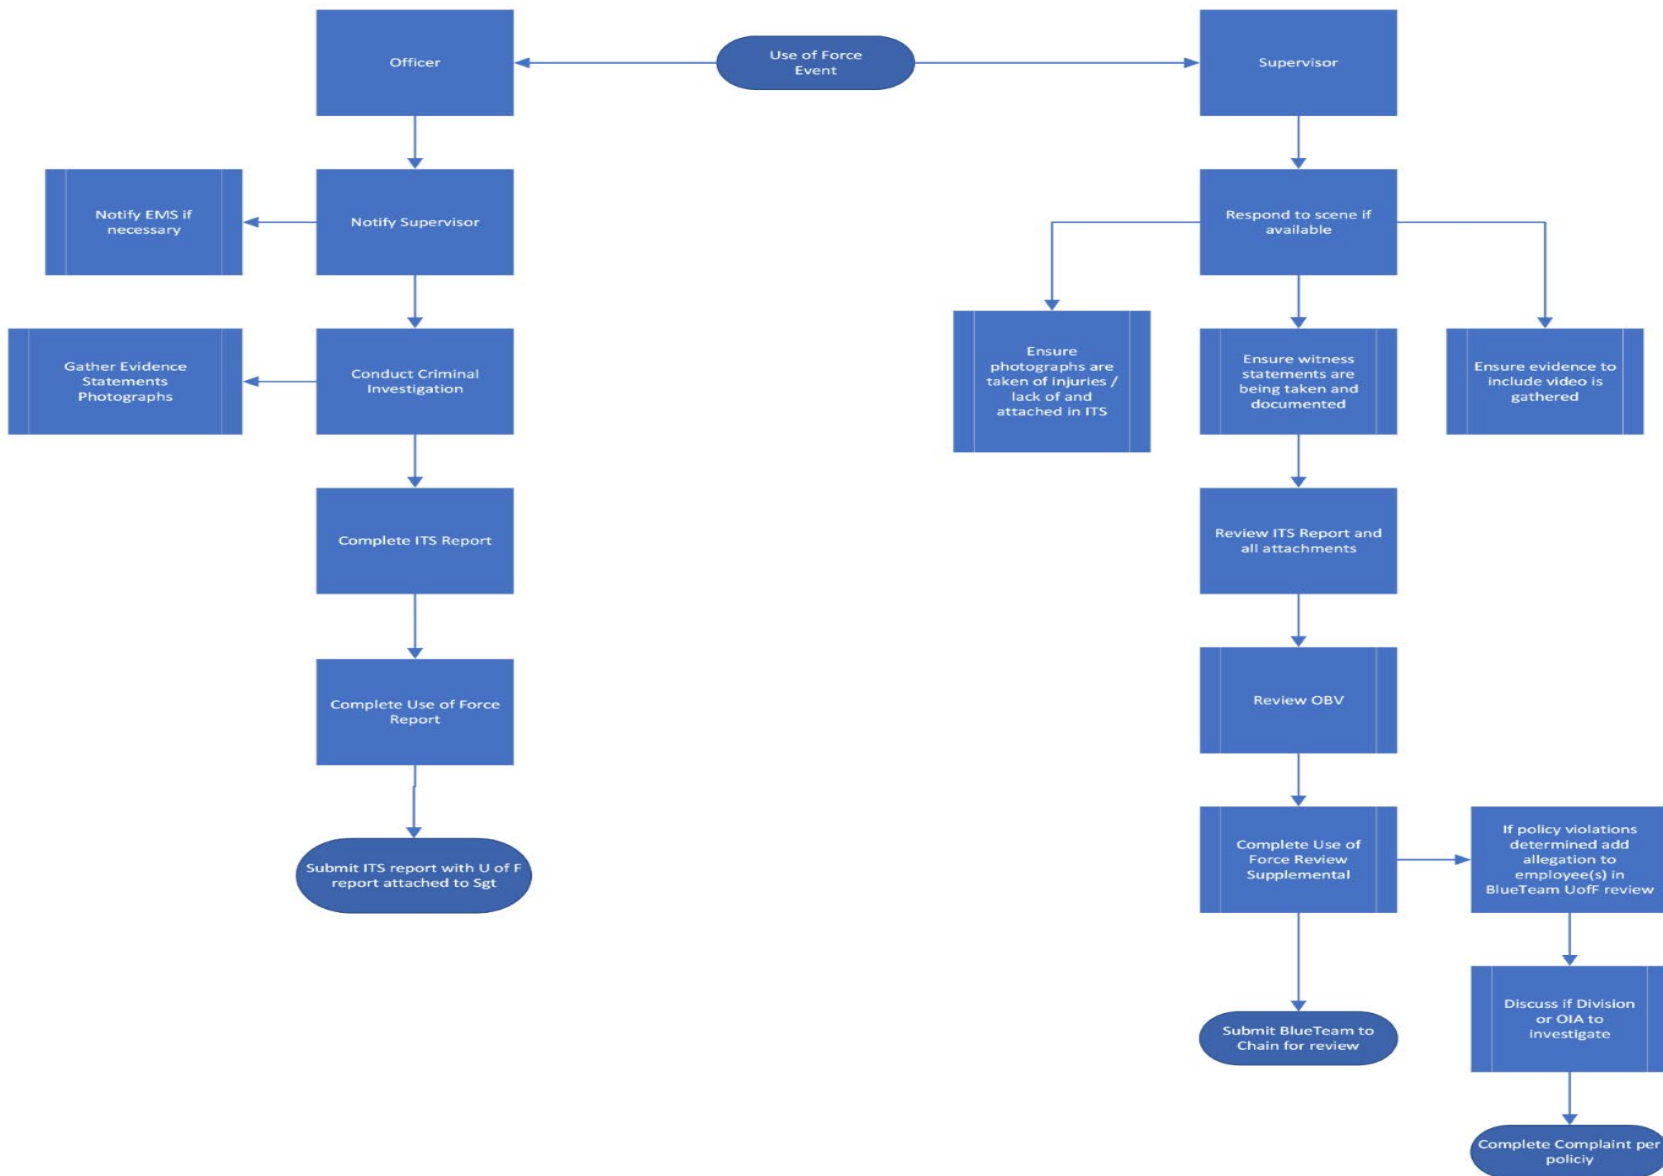 Officer
Use of Force
Event
Supervisor
Notify EMS if
necessary
Notify Supervisor
Respond to scene if
available
Gather Evidence
Statements
Photographs
Conduct Criminal
Investigation
Ensure
photographs are
taken of injuries /
lack of and
attached in ITS
Ensure witness
statements are
being taken and
documented
Ensure evidence to
include video is
gathered
Complete ITS Report
Review ITS Report and
all attachments
Complete Use of Force
Report
Review OBV
Submit ITS report with U of F
report attached to Sgt
Complete Use of
Force Review
Supplemental
If policy violations
determined add
allegation to
employee(s) in
BlueTeam UofF review
Submit BlueTeam to
Chain for review
Discuss if Division
or OIA to
investigate
Complete Complaint per
policiy